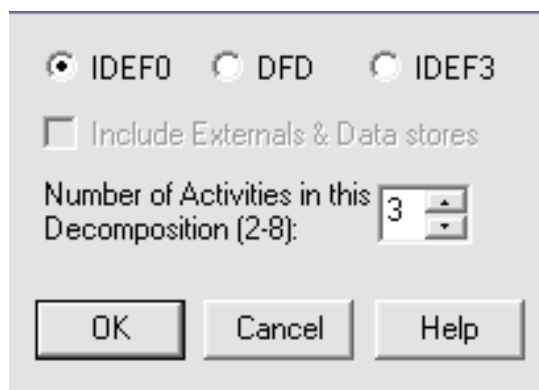 IDEF0 DFD IDEF3
Include Externals & Data stores
Number of Activities in this
Decomposition (2-8):
3
OK Cancel Help